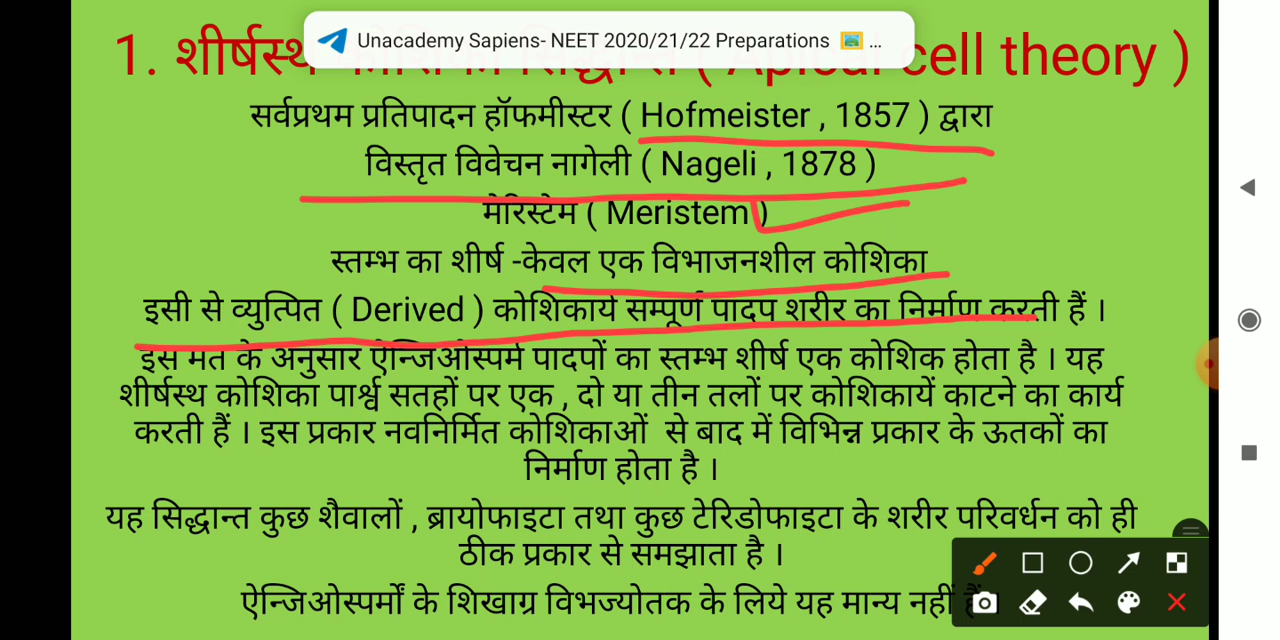 Unacademy Sapiens- NEET 2020/21/22 Preparations 🖼️ ...
1. शीर्षस्थ कोशिका सिद्धान्त ( Apical cell theory )
सर्वप्रथम प्रतिपादन हॉफमीस्टर ( Hofmeister , 1857 ) द्वारा
विस्तृत विवेचन नागेली ( Nageli , 1878 )
मेरिस्टेम ( Meristem )
स्तम्भ का शीर्ष -केवल एक विभाजनशील कोशिका
इसी से व्युत्पित ( Derived ) कोशिकायें सम्पूर्ण पादप शरीर का निर्माण करती हैं ।
इस मत के अनुसार ऐन्जिओस्पर्म पादपों का स्तम्भ शीर्ष एक कोशिक होता है । यह
शीर्षस्थ कोशिका पार्श्व सतहों पर एक , दो या तीन तलों पर कोशिकायें काटने का कार्य
करती हैं । इस प्रकार नवनिर्मित कोशिकाओं से बाद में विभिन्न प्रकार के ऊतकों का
निर्माण होता है ।
यह सिद्धान्त कुछ शैवालों , ब्रायोफाइटा तथा कुछ टेरिडोफाइटा के शरीर परिवर्धन को ही
ठीक प्रकार से समझाता है ।
ऐन्जिओस्पर्मों के शिखाग्र विभज्योतक के लिये यह मान्य नहीं हैं